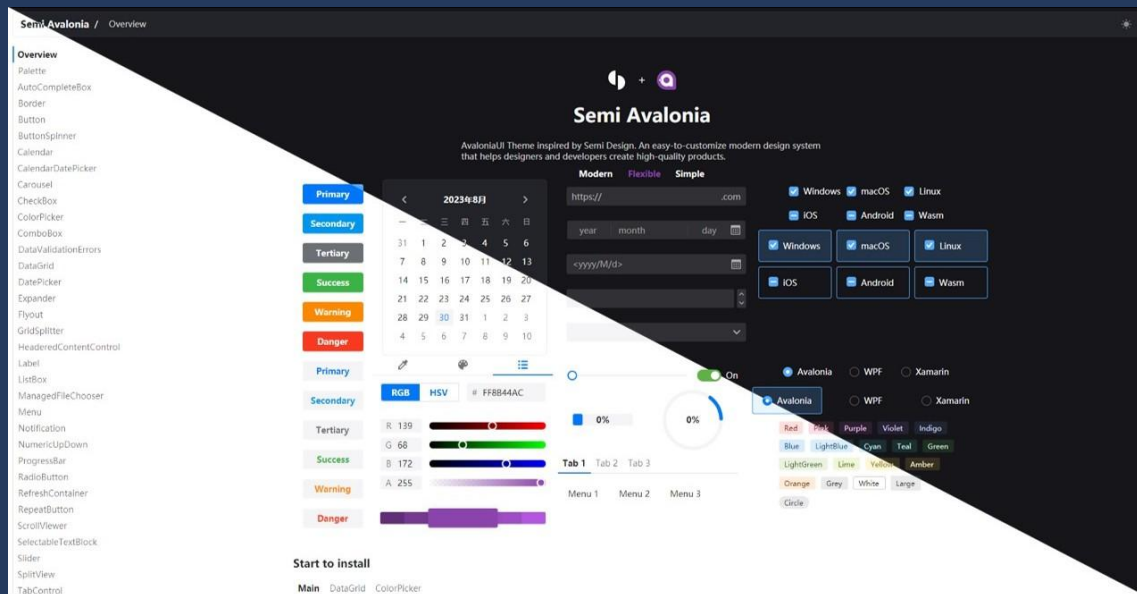 Semi Avalonia / Overview
Overview
Palette
AutoCompleteBox
Border
Button
ButtonSpinner
Calendar
CalendarDatePicker
Carousel
CheckBox
ColorPicker
ComboBox
DataValidationErrors
DataGrid
DatePicker
Expander
Flyout
GridSplitter
HeaderedContentControl
Label
ListBox
ManagedFileChooser
Menu
Notification
NumericUpDown
ProgressBar
RadioButton
RefreshContainer
RepeatButton
ScrollViewer
SelectableTextBlock
Slider
SplitView
TabControl
+
Semi Avalonia
AvaloniaUI Theme inspired by Semi Design. An easy-to-customize modern design system
that helps designers and developers create high-quality products.
Modern Flexible Simple
Primary
Secondary
Tertiary
Success
Warning
Danger
Primary
Secondary
Tertiary
Success
Warning
Danger
2023年8月
一 二 三 四 五 六 日
31 1 2 3 4 5 6
7 8 9 10 11 12 13
14 15 16 17 18 19 20
21 22 23 24 25 26 27
28 29 30 31 1 2 3
4 5 6 7 8 9 10
RGB HSV # FF8B44AC
R 139
G 68
B 172
A 255
https:// .com
year month day
<yyyy/M/d>
On
0% 0%
Tab 1 Tab 2 Tab 3
Menu 1 Menu 2 Menu 3
Windows macOS Linux
iOS Android Wasm
Windows macOS Linux
iOS Android Wasm
Avalonia WPF Xamarin
Avalonia WPF Xamarin
Red Pink Purple Violet Indigo
Blue LightBlue Cyan Teal Green
LightGreen Lime Yellow Amber
Orange Grey White Large
Circle
Start to install
Main DataGrid ColorPicker